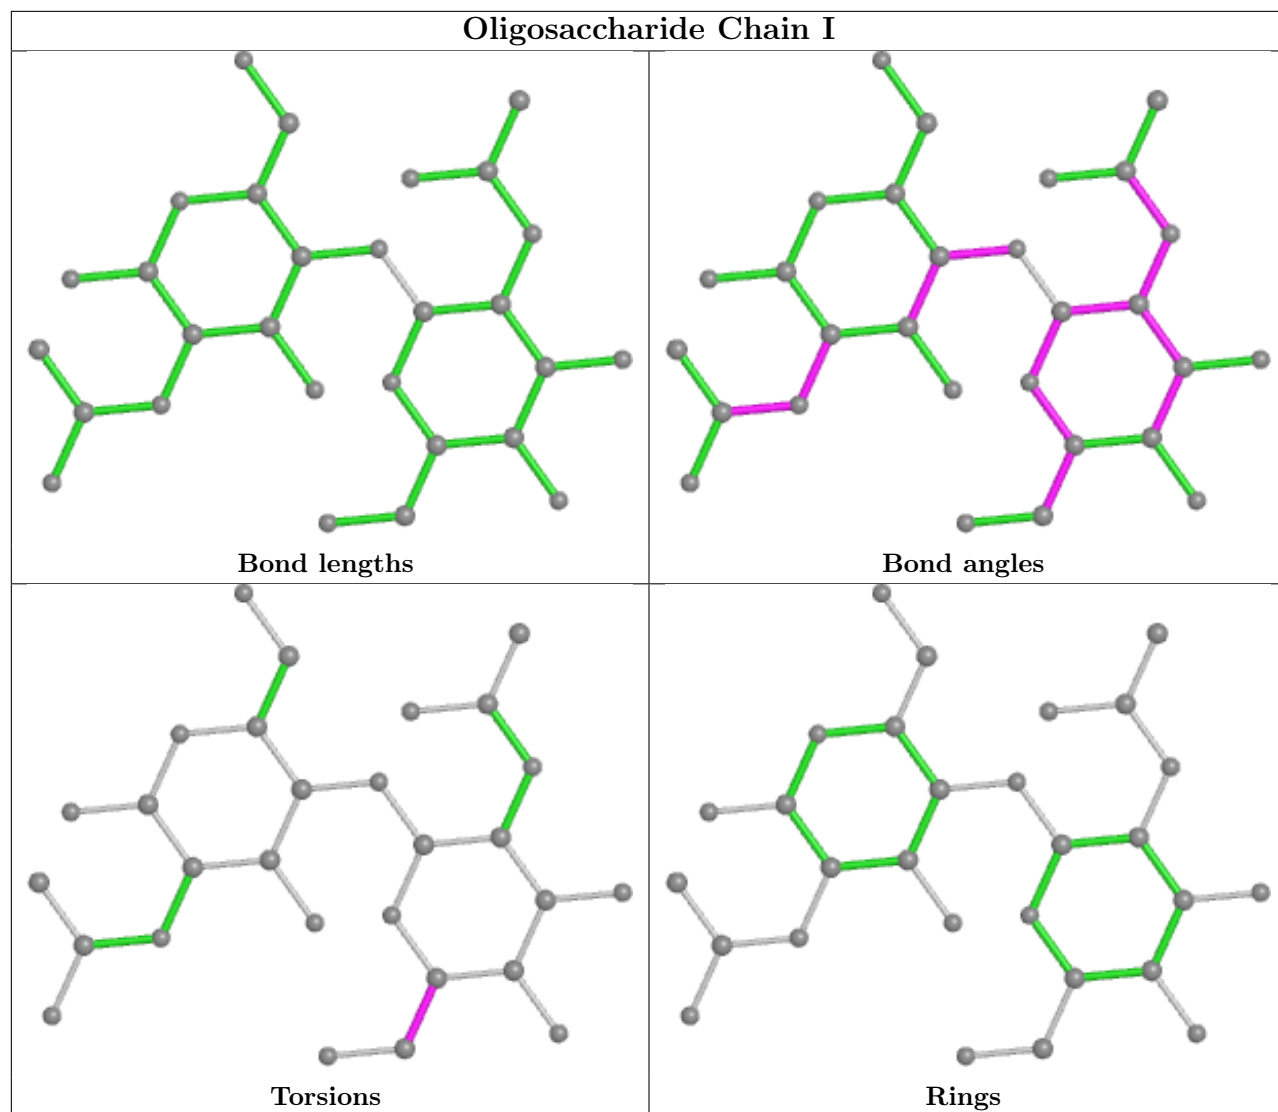 Oligosaccharide Chain I
Bond lengths
Bond angles
Torsions
Rings